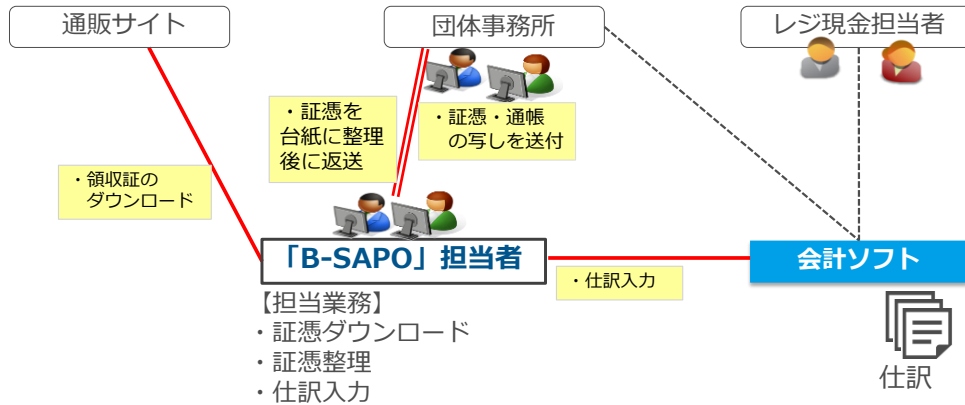 通販サイト
団体事務所
レジ現金担当者
・証憑を
台紙に整理
後に返送
・証憑・通帳
の写しを送付
・領収証の
ダウンロード
「B-SAPO」担当者
・仕訳入力
会計ソフト
【担当業務】
・証憑ダウンロード
・証憑整理
・仕訳入力
仕訳